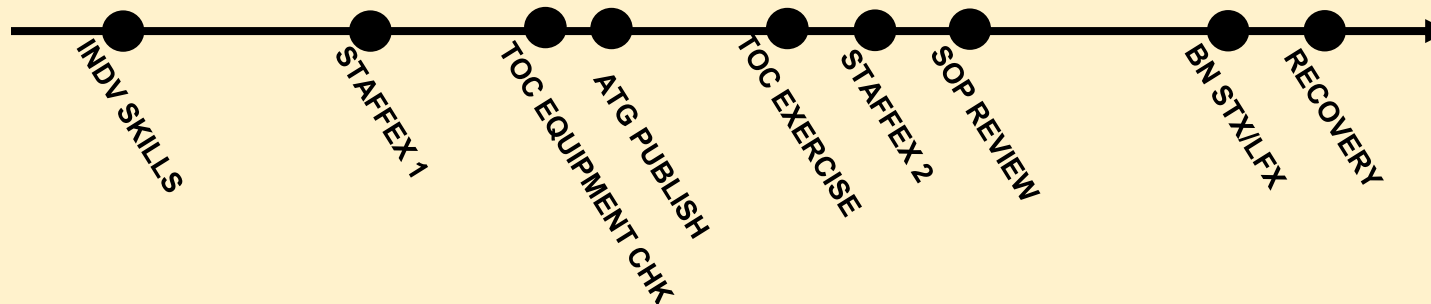 INDV SKILLS
STAFFEX 1
TOC EQUIPMENT CHK
ATG PUBLISH
TOC EXERCISE
STAFFEX 2
SOP REVIEW
BN STX/LFX
RECOVERY